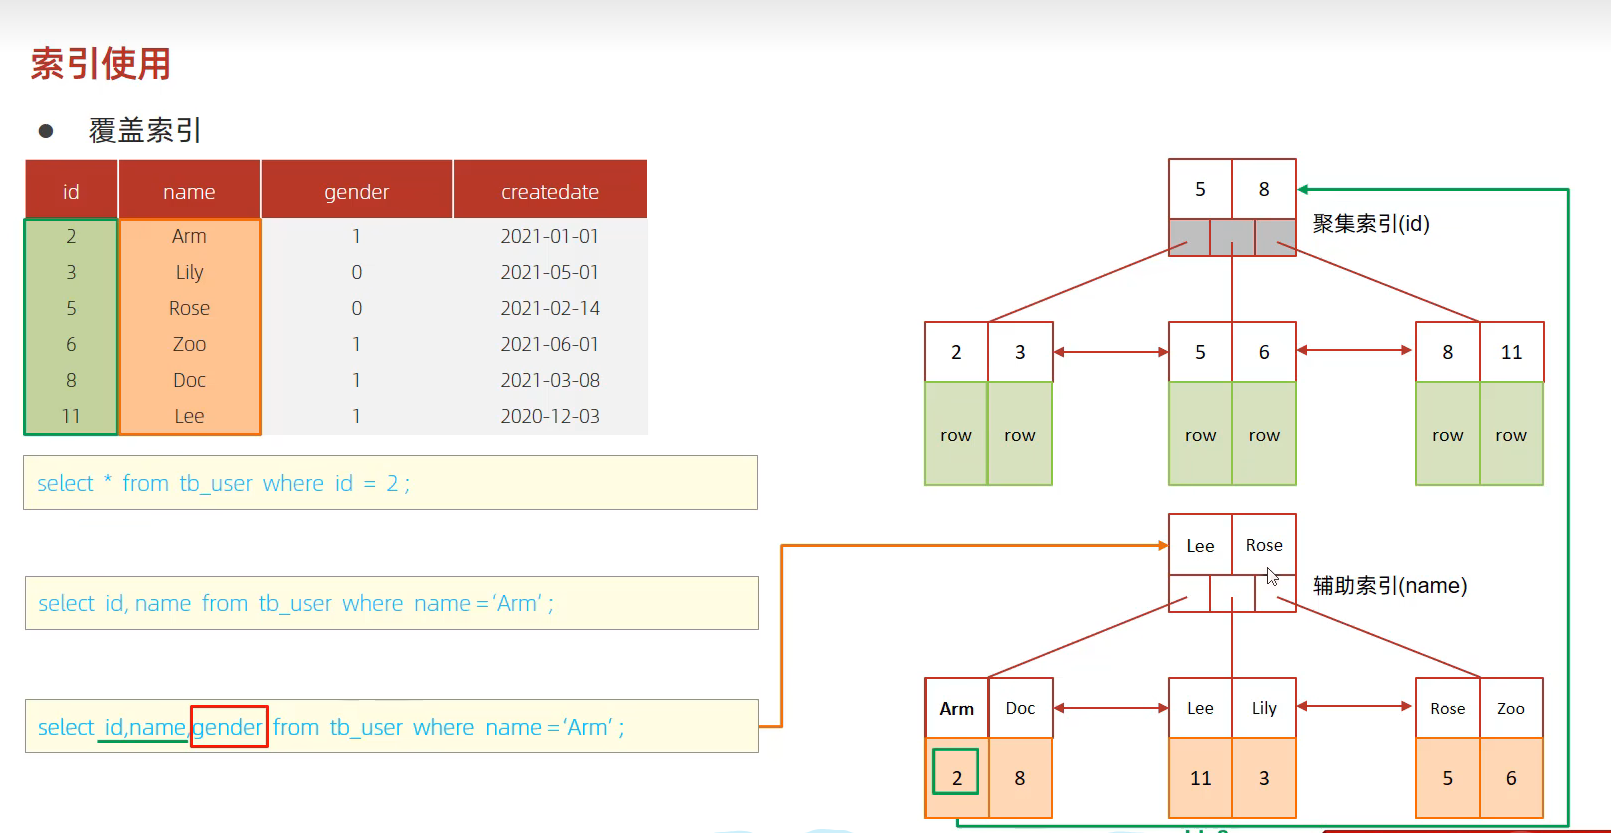 索引使用
● 覆盖索引
id name gender createdate
2 Arm 1 2021-01-01
3 Lily 0 2021-05-01
5 Rose 0 2021-02-14
6 Zoo 1 2021-06-01
8 Doc 1 2021-03-08
11 Lee 1 2020-12-03
select * from tb_user where id = 2 ;
select id, name from tb_user where name =‘Arm’ ;
select id,name,gender from tb_user where name =‘Arm’ ;
5 8
聚集索引(id)
2 3 5 6 8 11
row row row row row row
Lee Rose
辅助索引(name)
Arm Doc Lee Lily Rose Zoo
2 8 11 3 5 6